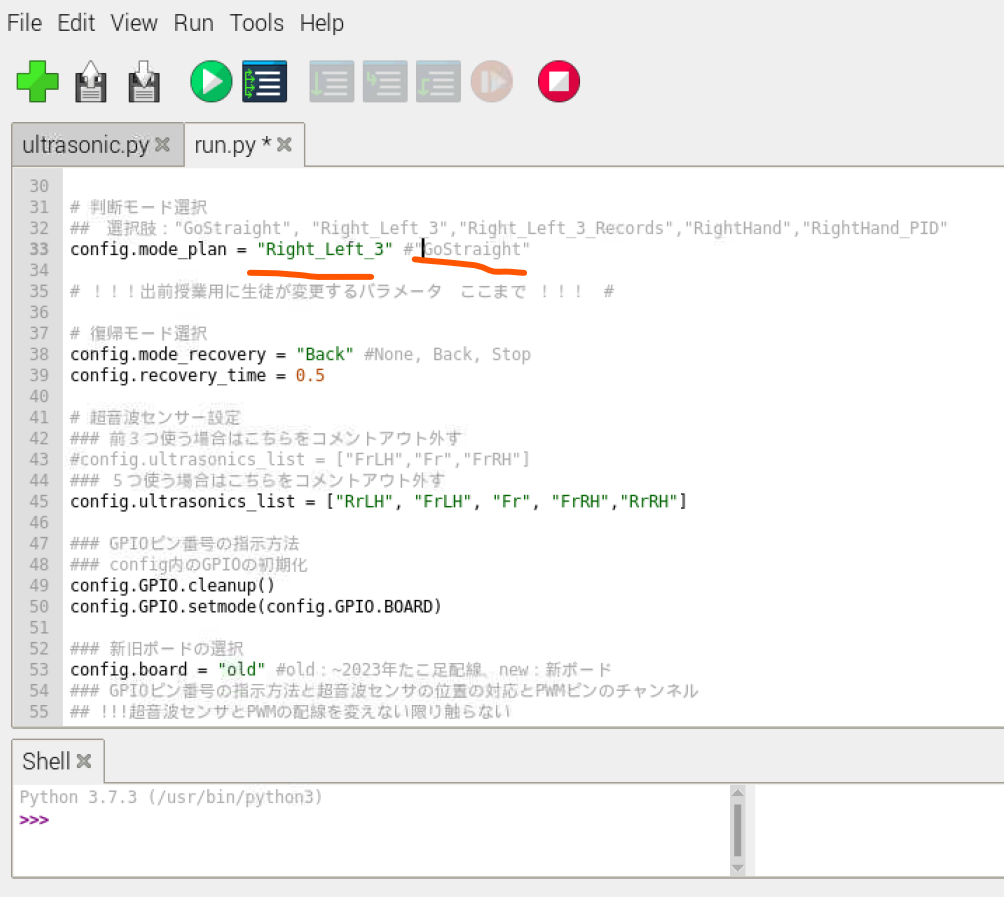 File Edit View Run Tools Help
ultrasonic.py run.py *
30
31 # 判断モード選択
32 ## 選択肢："GoStraight", "Right_Left_3","Right_Left_3_Records","RightHand","RightHand_PID"
33 config.mode_plan = "Right_Left_3" #"GoStraight"
34
35 # ！！！出前授業用に生徒が変更するパラメータ　ここまで ！！！ #
36
37 # 復帰モード選択
38 config.mode_recovery = "Back" #None, Back, Stop
39 config.recovery_time = 0.5
40
41 # 超音波センサー設定
42 ### 前３つ使う場合はこちらをコメントアウト外す
43 #config.ultrasonics_list = ["FrLH","Fr","FrRH"]
44 ### ５つ使う場合はこちらをコメントアウト外す
45 config.ultrasonics_list = ["RrLH", "FrLH", "Fr", "FrRH","RrRH"]
46
47 ### GPIOピン番号の指示方法
48 ### config内のGPIOの初期化
49 config.GPIO.cleanup()
50 config.GPIO.setmode(config.GPIO.BOARD)
51
52 ### 新旧ボードの選択
53 config.board = "old" #old：~2023年たこ足配線、new：新ボード
54 ### GPIOピン番号の指示方法と超音波センサの位置の対応とPWMピンのチャンネル
55 ## !!!超音波センサとPWMの配線を変えない限り触らない
Shell
Python 3.7.3 (/usr/bin/python3)
>>>